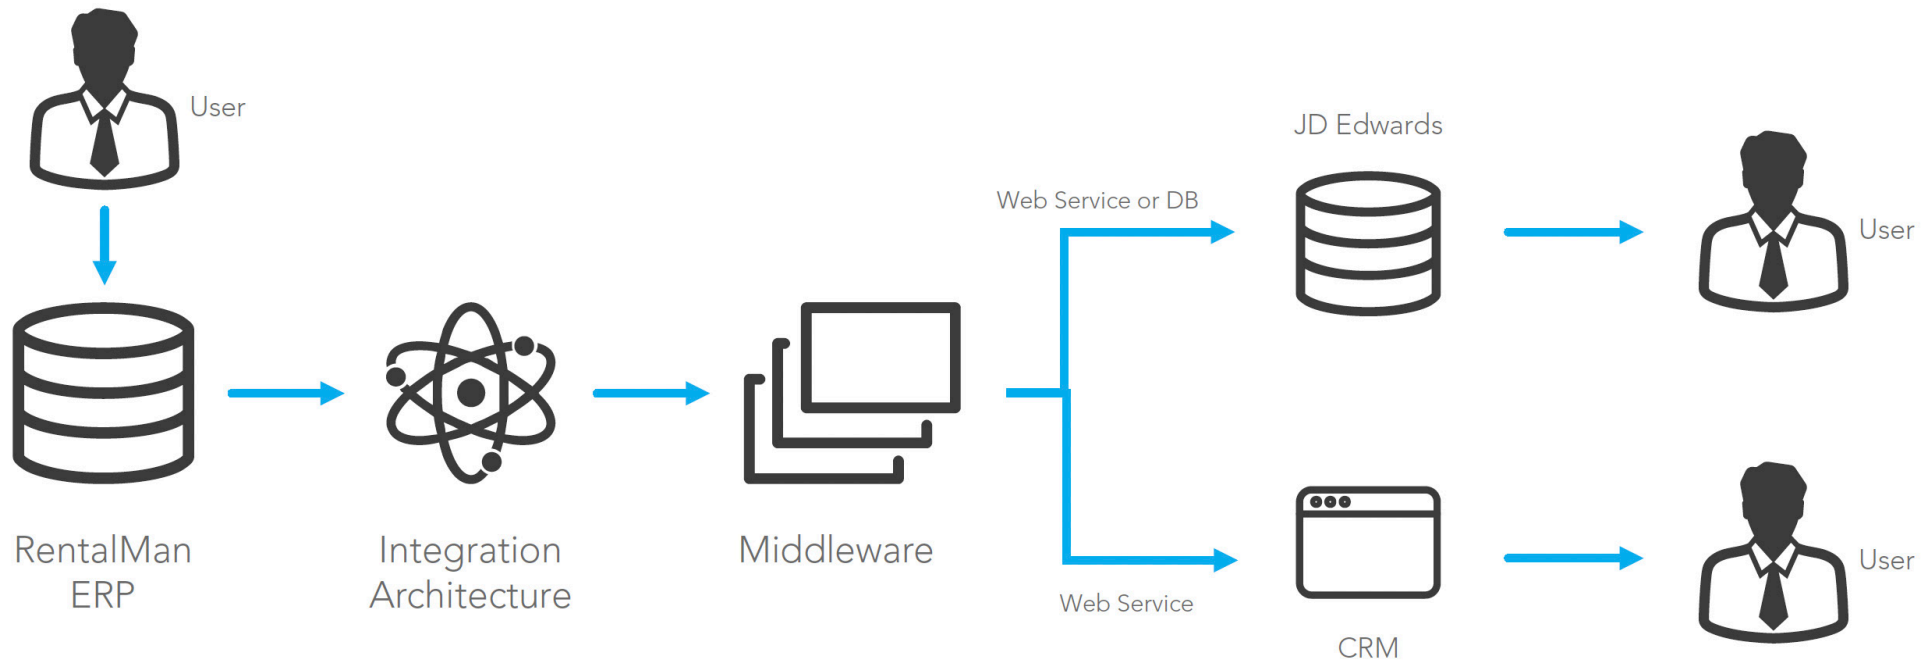 User
JD Edwards
Web Service or DB
User
RentalMan
ERP
Integration
Architecture
Middleware
Web Service
CRM
User